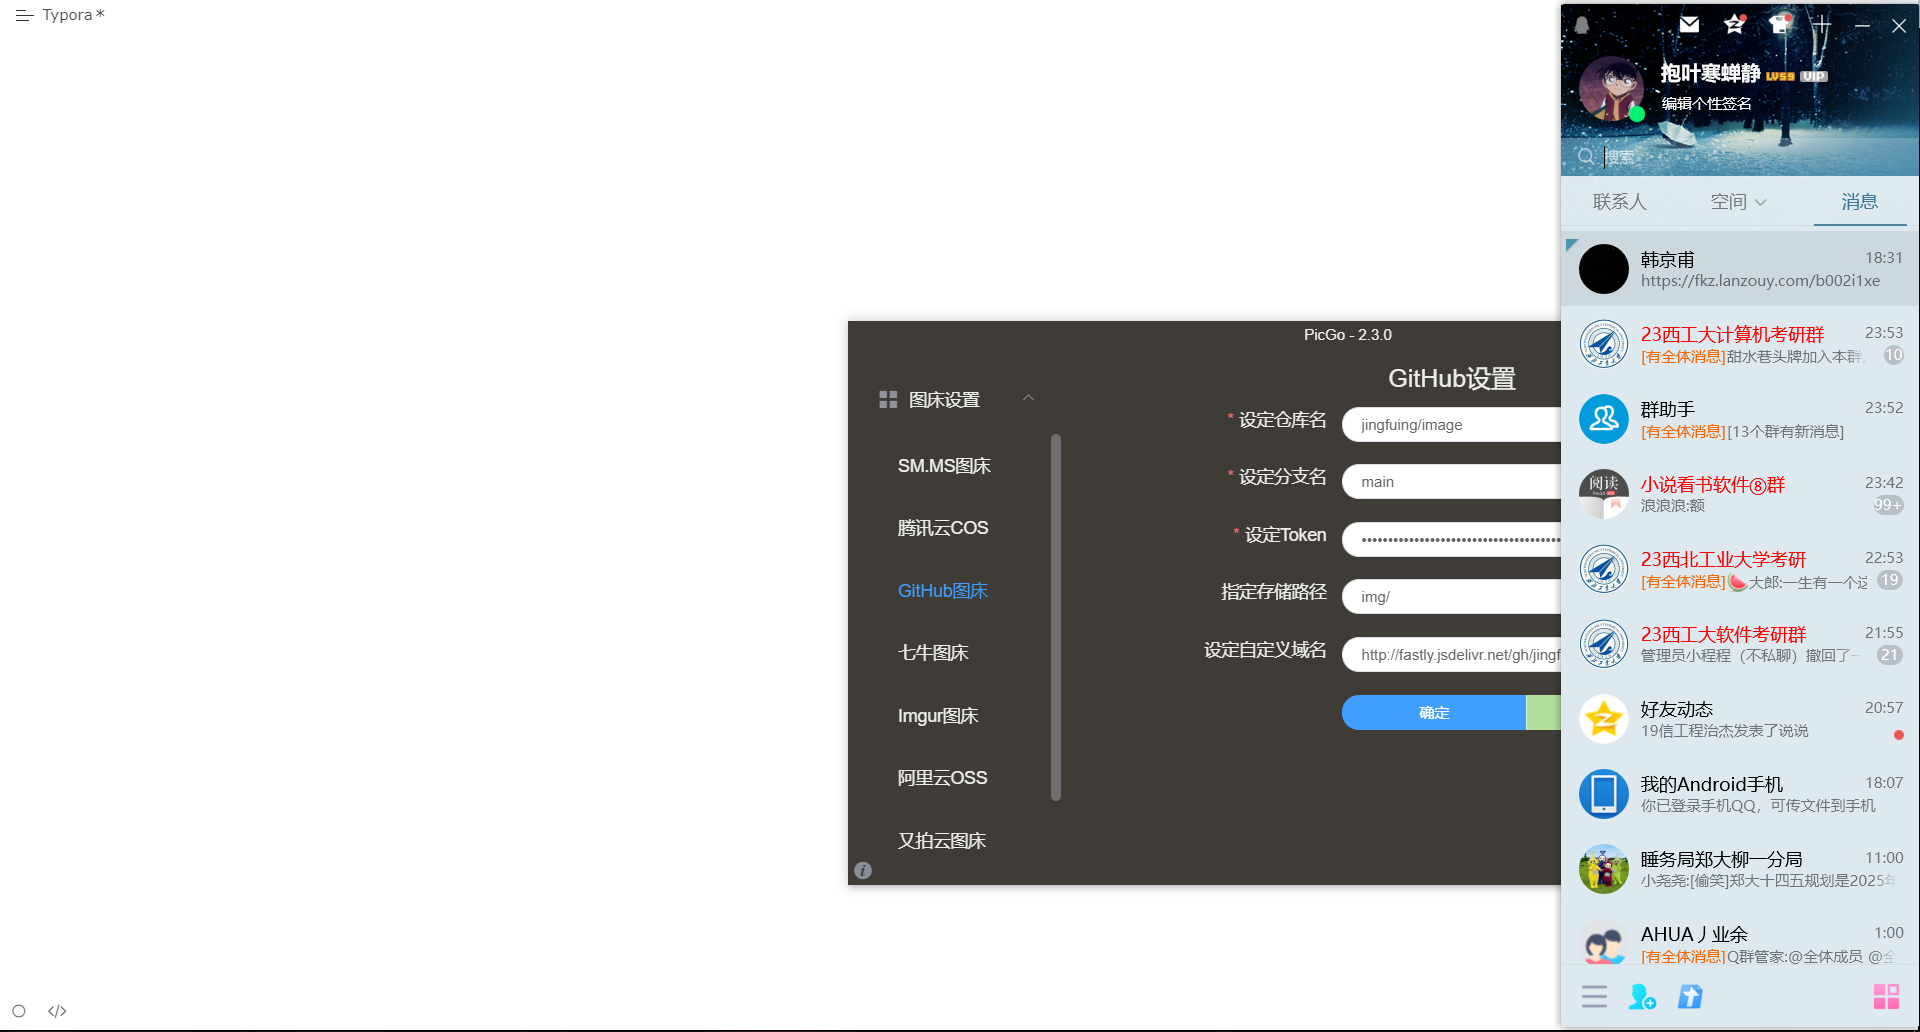 Typora*
PicGo - 2.3.0
图床设置
SM.MS图床
腾讯云COS
GitHub图床
七牛图床
Imgur图床
阿里云OSS
又拍云图床
GitHub设置
* 设定仓库名
jingfuing/image
* 设定分支名
main
* 设定Token
••••••••••••••••••••••••••••••••••••••
指定存储路径
img/
设定自定义域名
http://fastly.jsdelivr.net/gh/jingf
确定
抱叶寒蝉静 LV59 VIP
编辑个性签名
搜索
联系人
空间
消息
韩京甫 18:31
https://fkz.lanzouy.com/b002i1xe
23西工大计算机考研群 23:53
[有全体消息]甜水巷头牌加入本群。 10
群助手 23:52
[有全体消息][13个群有新消息]
阅读
Read
小说看书软件⑧群 23:42
浪浪浪:额 99+
23西北工业大学考研 22:53
[有全体消息]🍉大郎:一生有一个这 19
23西工大软件考研群 21:55
管理员小程程（不私聊）撤回了一 21
好友动态 20:57
19信工程治杰发表了说说
我的Android手机 18:07
你已登录手机QQ，可传文件到手机
睡务局郑大柳一分局 11:00
小尧尧:[偷笑]郑大十四五规划是2025年
AHUA丿业余 1:00
[有全体消息]Q群管家:@全体成员 @全